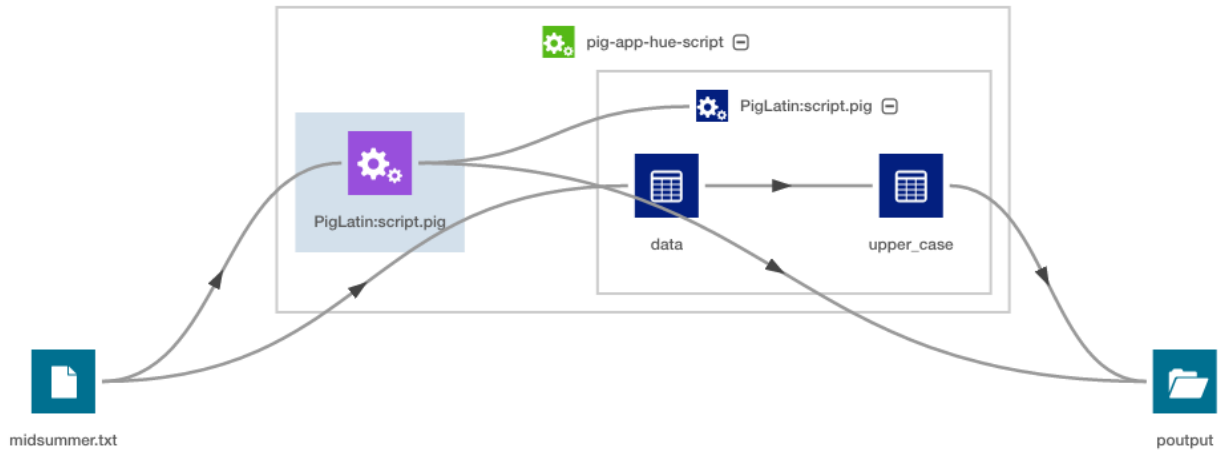 pig-app-hue-script
PigLatin:script.pig
PigLatin:script.pig
data
upper_case
midsummer.txt
poutput